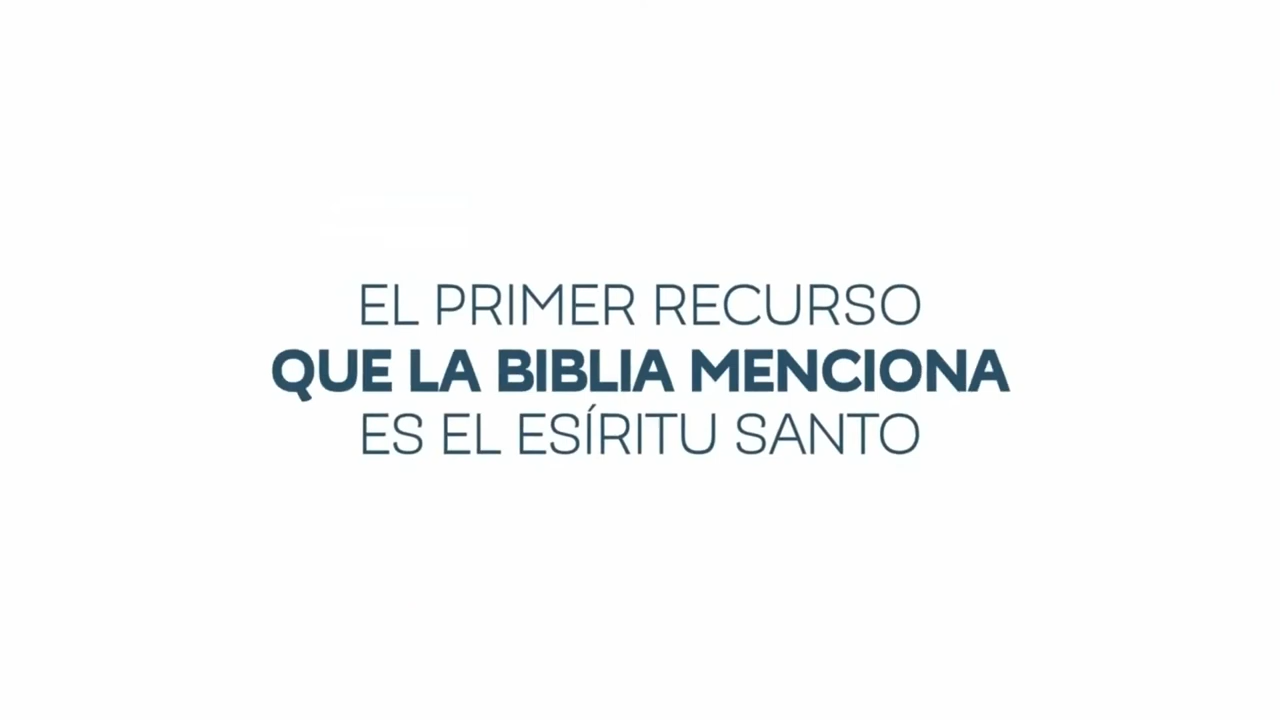 EL PRIMER RECURSO
QUE LA BIBLIA MENCIONA
ES EL ESÍRITU SANTO